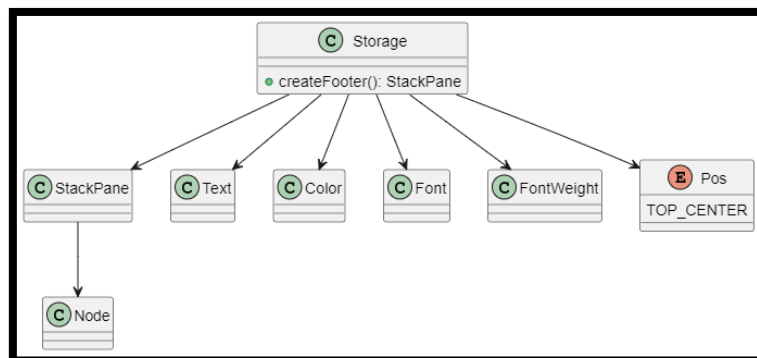 C Storage
createFooter(): StackPane
C StackPane
C Text
C Color
C Font
C FontWeight
E Pos
TOP_CENTER
C Node